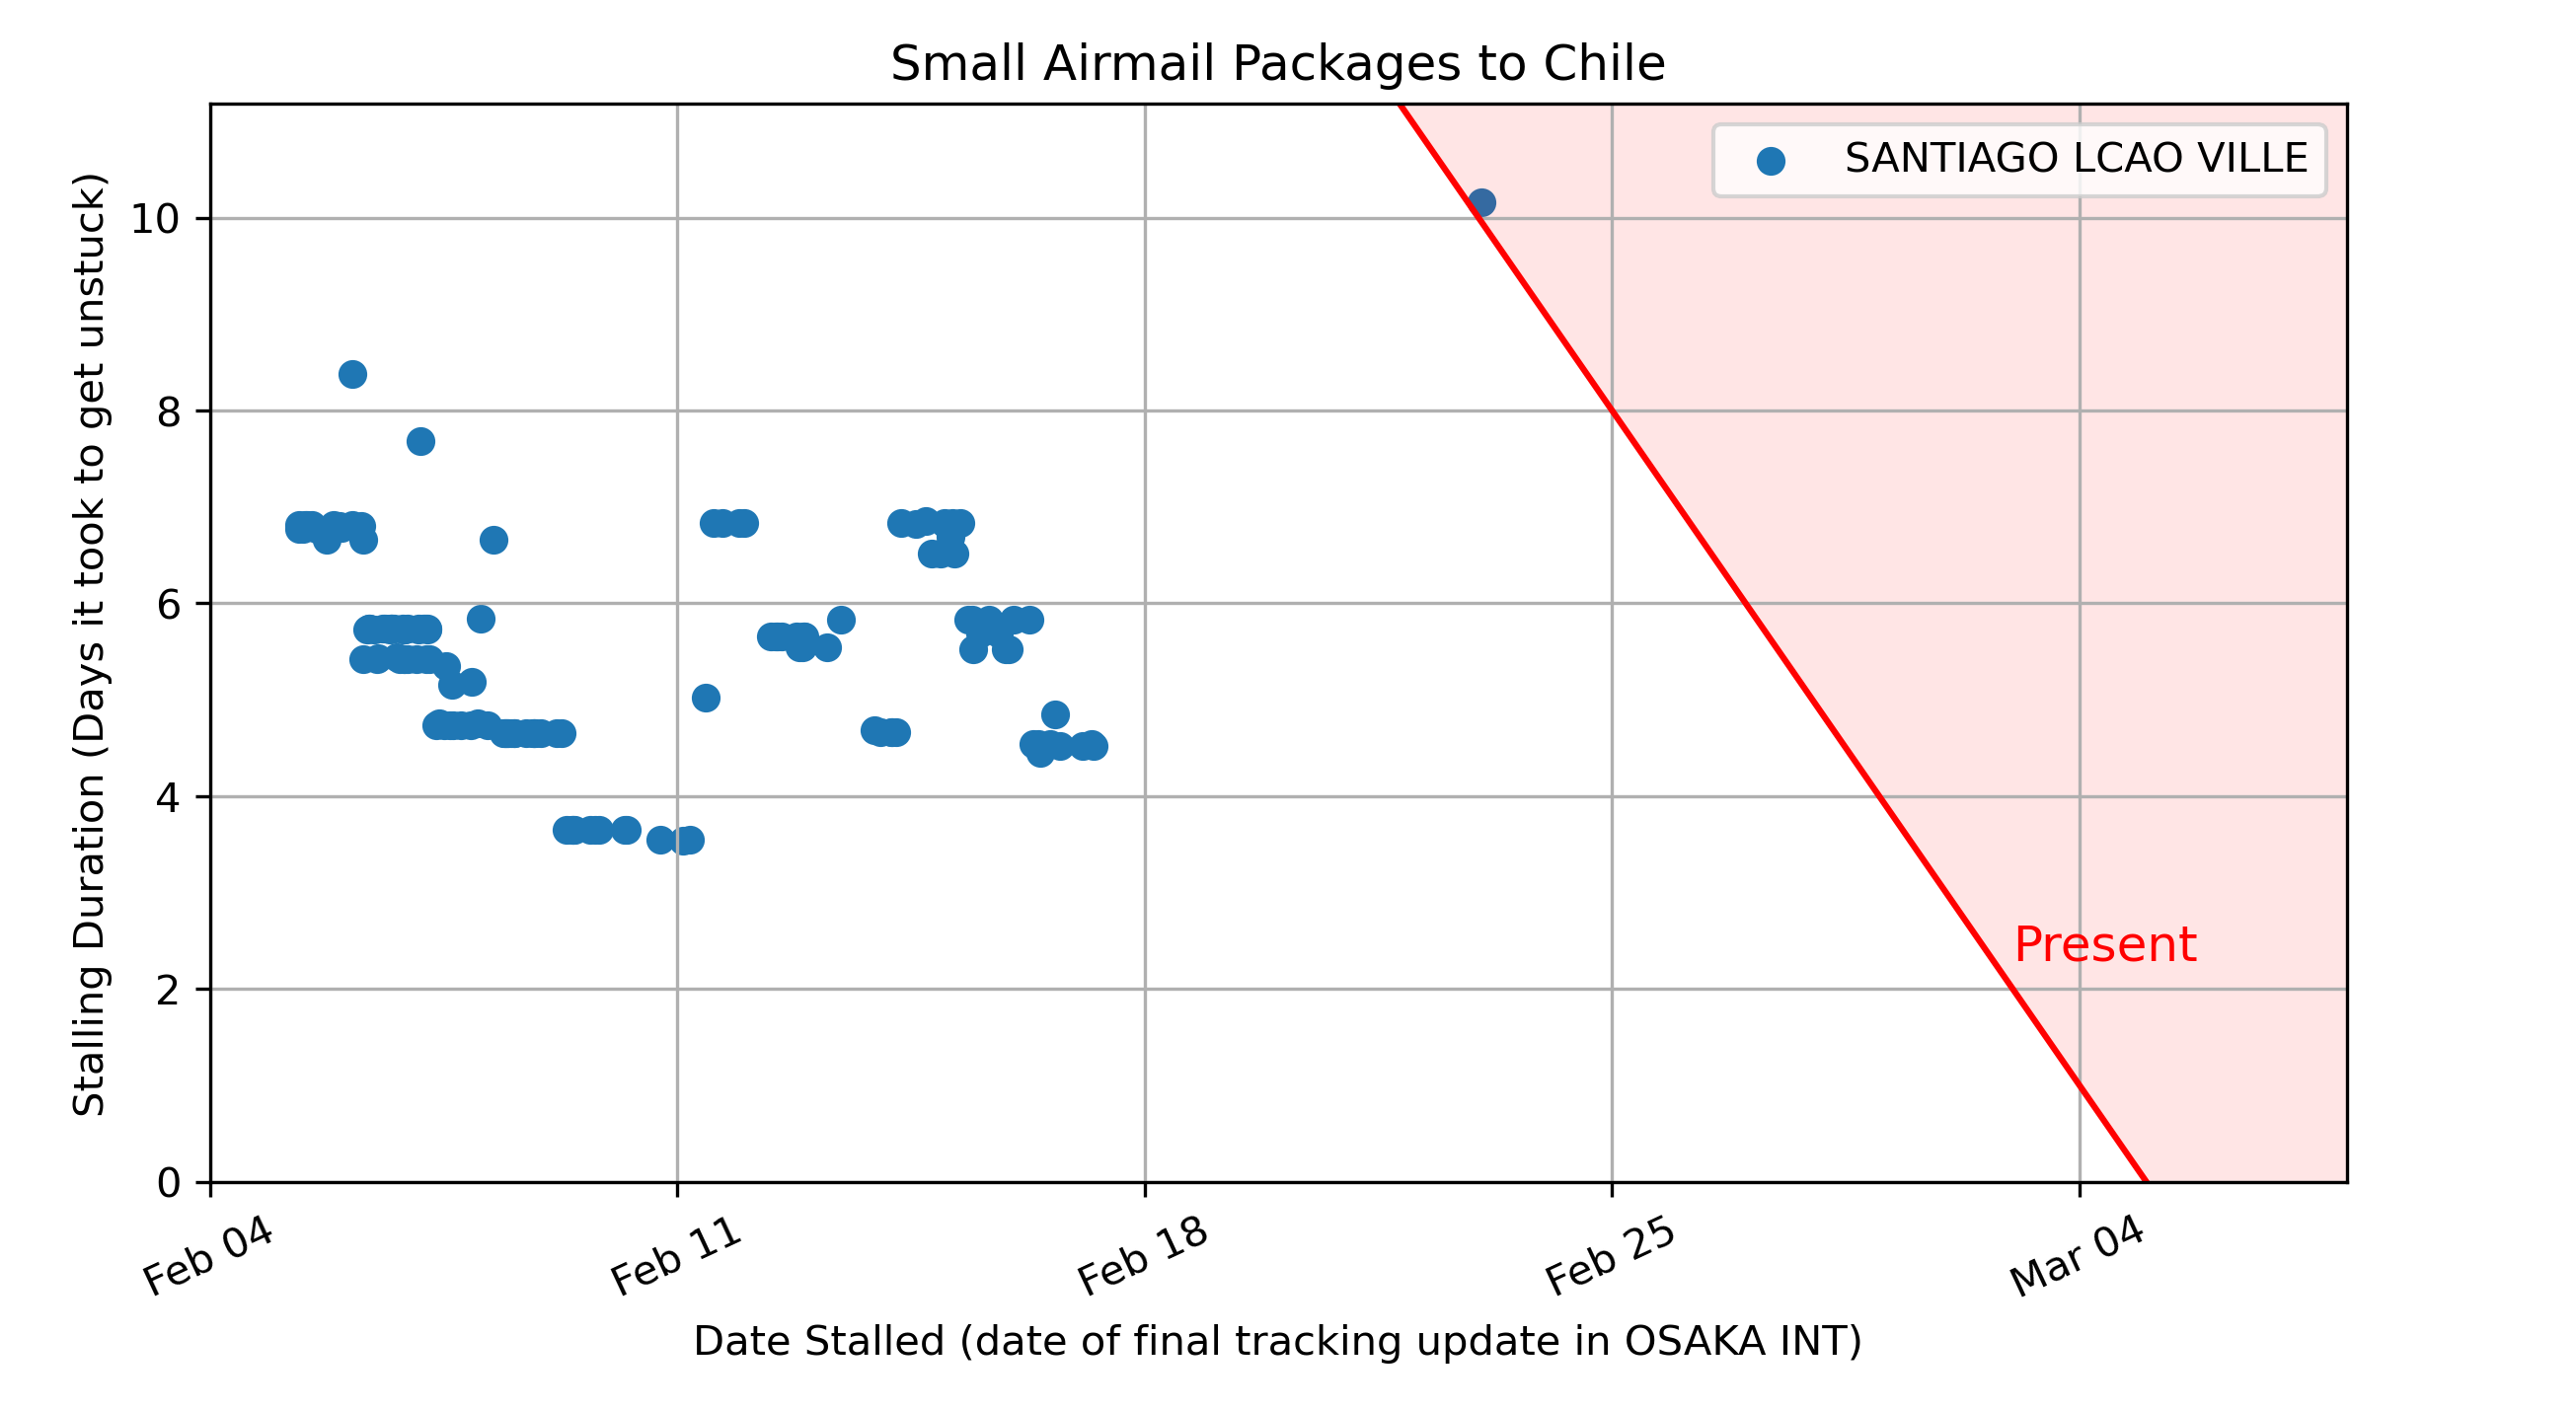 Small Airmail Packages to Chile
SANTIAGO LCAO VILLE
Stalling Duration (Days it took to get unstuck)
10
8
6
4
2
0
Present
Feb 04
Feb 11
Feb 18
Feb 25
Mar 04
Date Stalled (date of final tracking update in OSAKA INT)